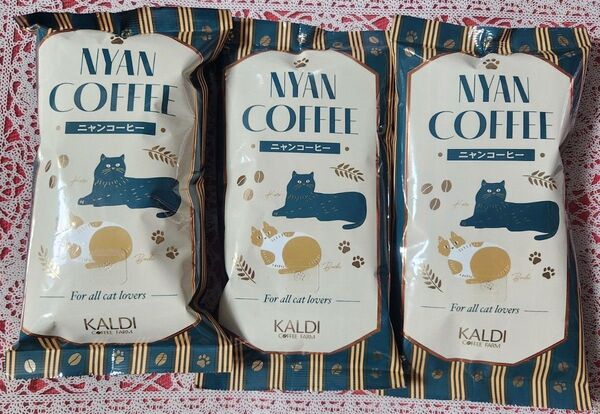 NYAN
COFFEE
ニャンコーヒー
For all cat lovers
KALDI
COFFEE FARM
NYAN
COFFEE
ニャンコーヒー
For all cat lovers
KALDI
COFFEE FARM
NYAN
COFFEE
ニャンコーヒー
For all cat lovers
KALDI
COFFEE FARM